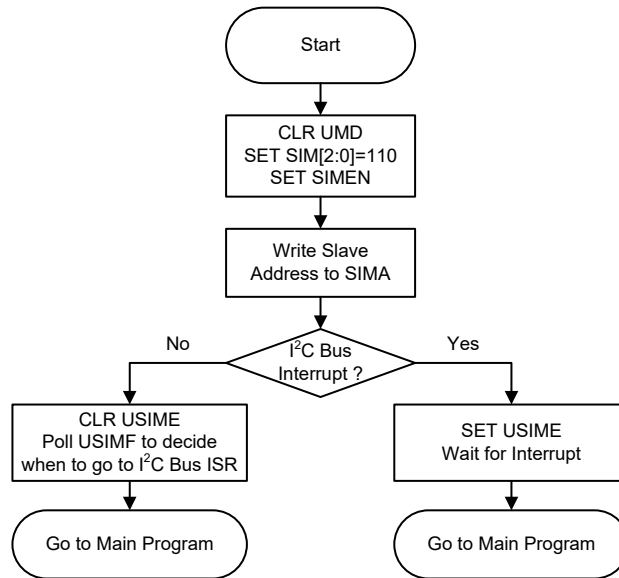 Start
CLR UMD
SET SIM[2:0]=110
SET SIMEN
Write Slave
Address to SIMA
I²C Bus
Interrupt ?
No
Yes
CLR USIME
Poll USIMF to decide
when to go to I²C Bus ISR
SET USIME
Wait for Interrupt
Go to Main Program
Go to Main Program